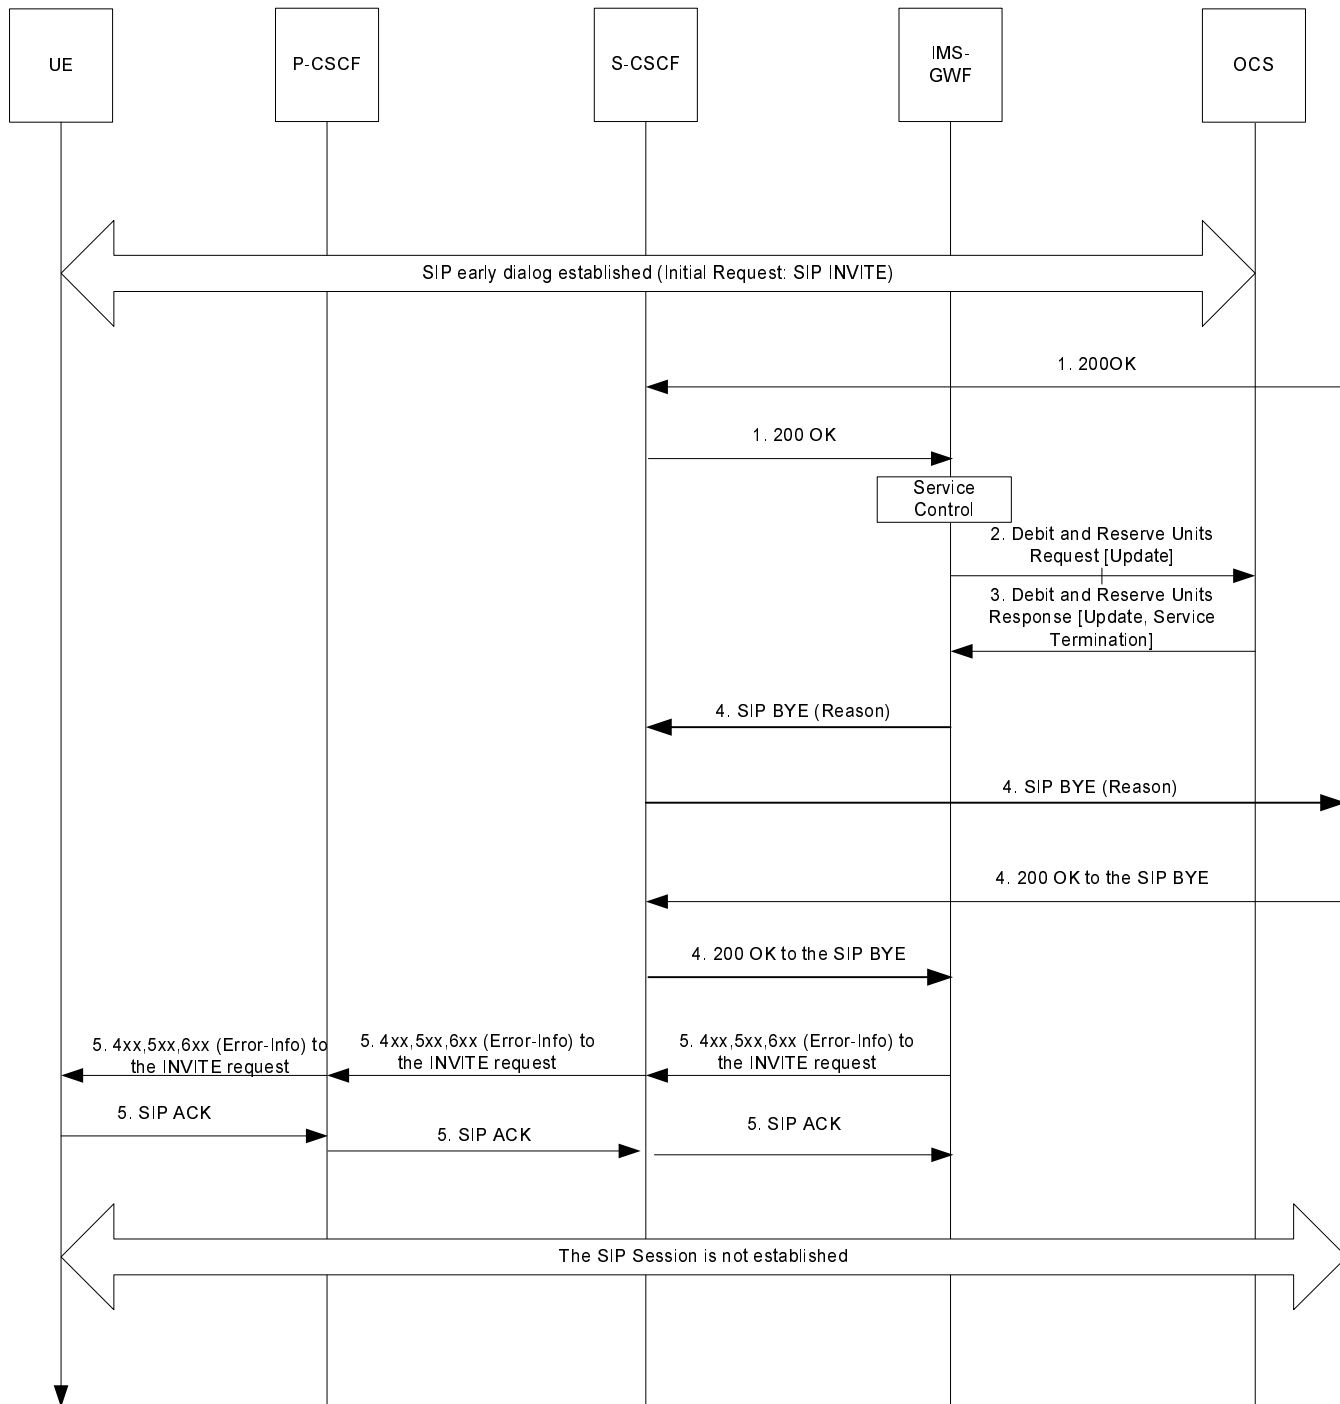 UE
P-CSCF
S-CSCF
IMS-
GWF
OCS
SIP early dialog established (Initial Request: SIP INVITE)
1. 200OK
1. 200 OK
Service
Control
2. Debit and Reserve Units
Request [Update]
3. Debit and Reserve Units
Response [Update, Service
Termination]
4. SIP BYE (Reason)
4. SIP BYE (Reason)
4. 200 OK to the SIP BYE
4. 200 OK to the SIP BYE
5. 4xx,5xx,6xx (Error-Info) to
the INVITE request
5. 4xx,5xx,6xx (Error-Info) to
the INVITE request
5. 4xx,5xx,6xx (Error-Info) to
the INVITE request
5. SIP ACK
5. SIP ACK
5. SIP ACK
The SIP Session is not established